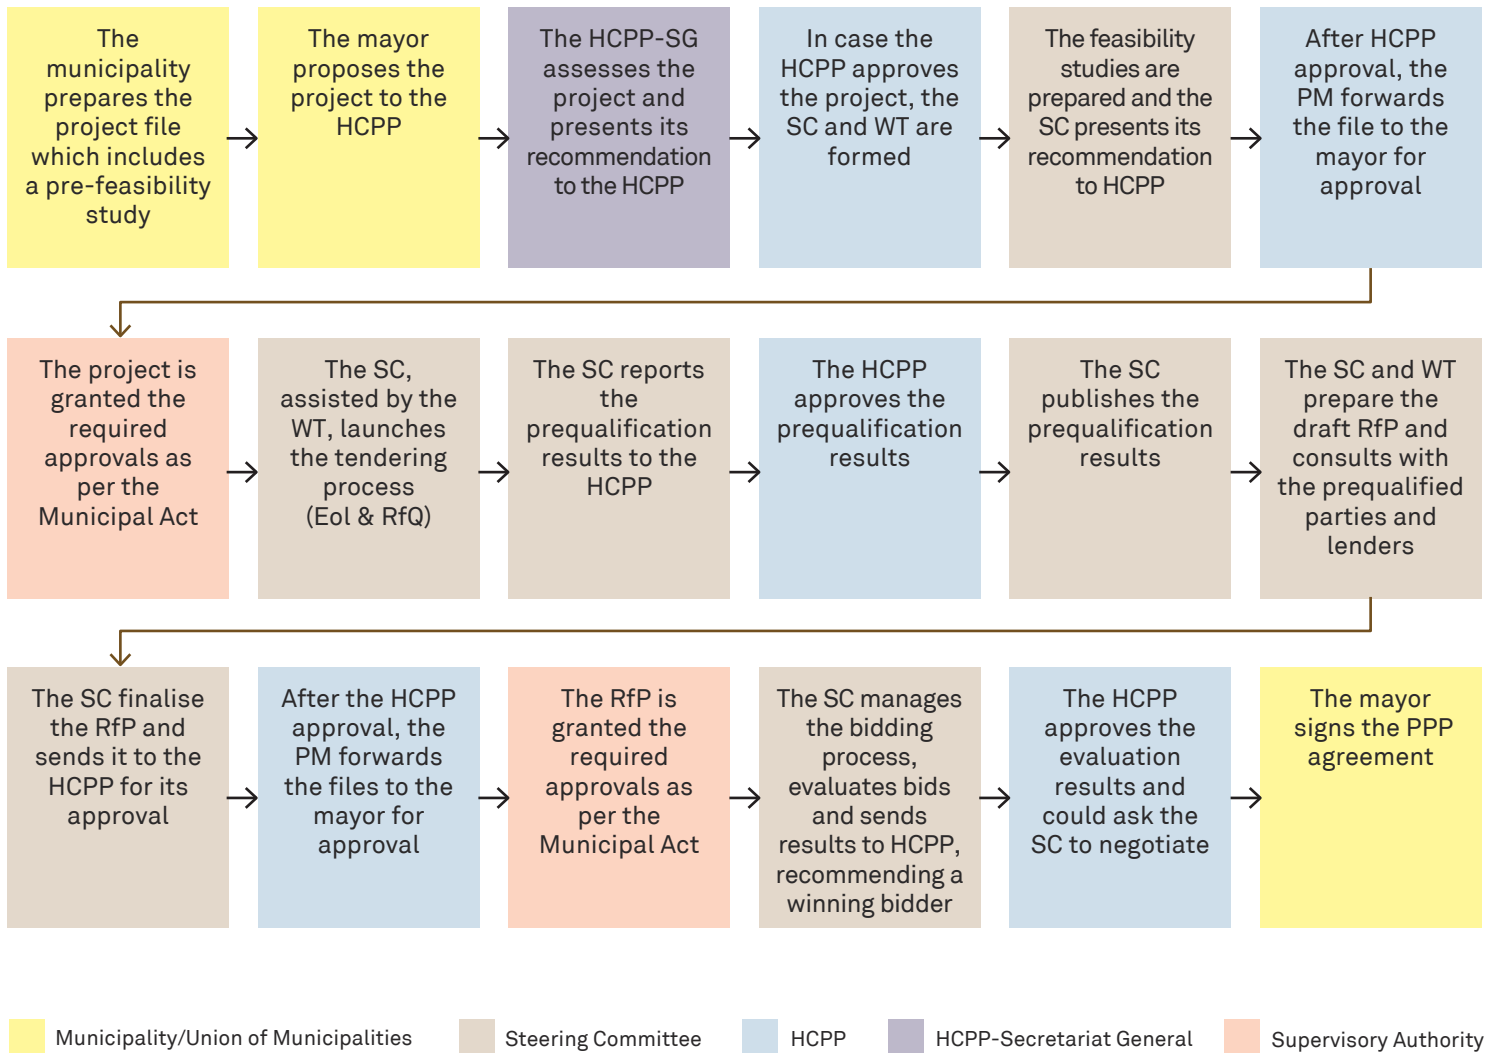 The
municipality
prepares the
project file
which includes
a pre-feasibility
study
The mayor
proposes the
project to the
HCPP
The HCPP-SG
assesses the
project and
presents its
recommendation
to the HCPP
In case the
HCPP approves
the project, the
SC and WT are
formed
The feasibility
studies are
prepared and the
SC presents its
recommendation
to HCPP
After HCPP
approval, the
PM forwards
the file to the
mayor for
approval
The project is
granted the
required
approvals as
per the
Municipal Act
The SC,
assisted by the
WT, launches
the tendering
process
(EoI & RfQ)
The SC reports
the
prequalification
results to the
HCPP
The HCPP
approves the
prequalification
results
The SC
publishes the
prequalification
results
The SC and WT
prepare the
draft RfP and
consults with
the prequalified
parties and
lenders
The SC finalise
the RfP and
sends it to the
HCPP for its
approval
After the HCPP
approval, the
PM forwards
the files to the
mayor for
approval
The RfP is
granted the
required
approvals as
per the
Municipal Act
The SC manages
the bidding
process,
evaluates bids
and sends
results to HCPP,
recommending a
winning bidder
The HCPP
approves the
evaluation
results and
could ask the
SC to negotiate
The mayor
signs the PPP
agreement
Municipality/Union of Municipalities
Steering Committee
HCPP
HCPP-Secretariat General
Supervisory Authority